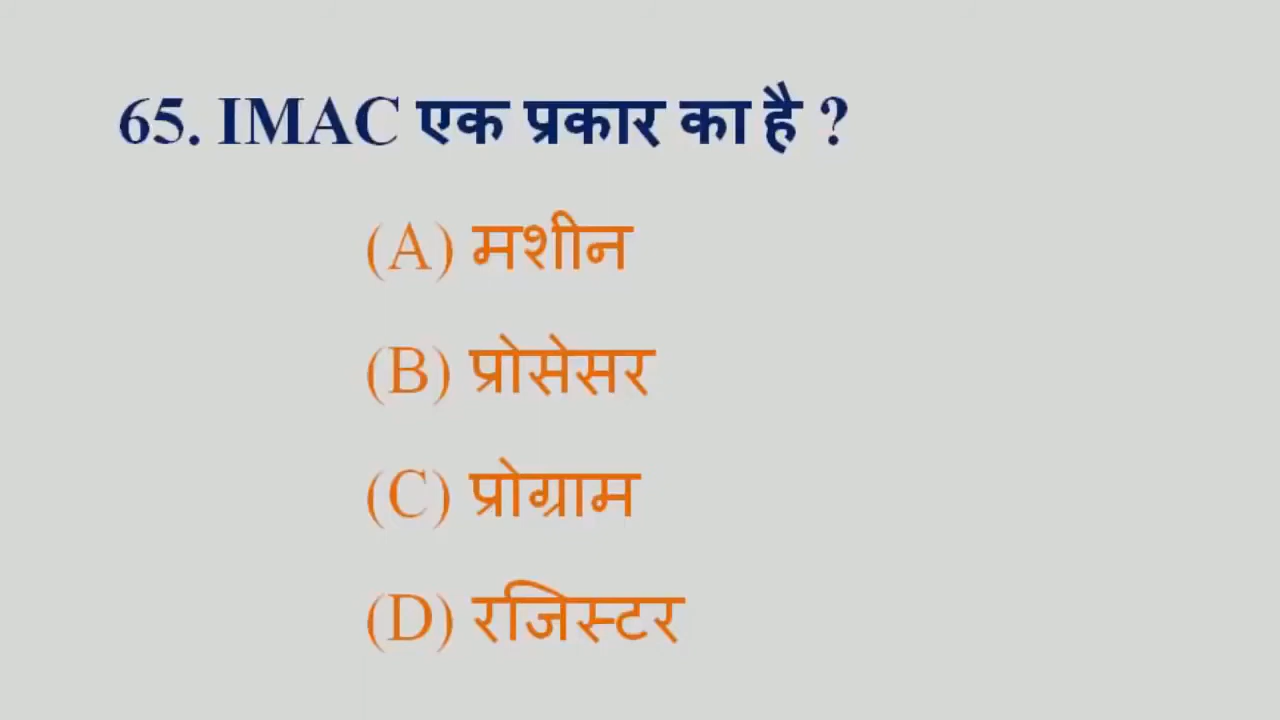 65. IMAC एक प्रकार का है ?
(A) मशीन
(B) प्रोसेसर
(C) प्रोग्राम
(D) रजिस्टर